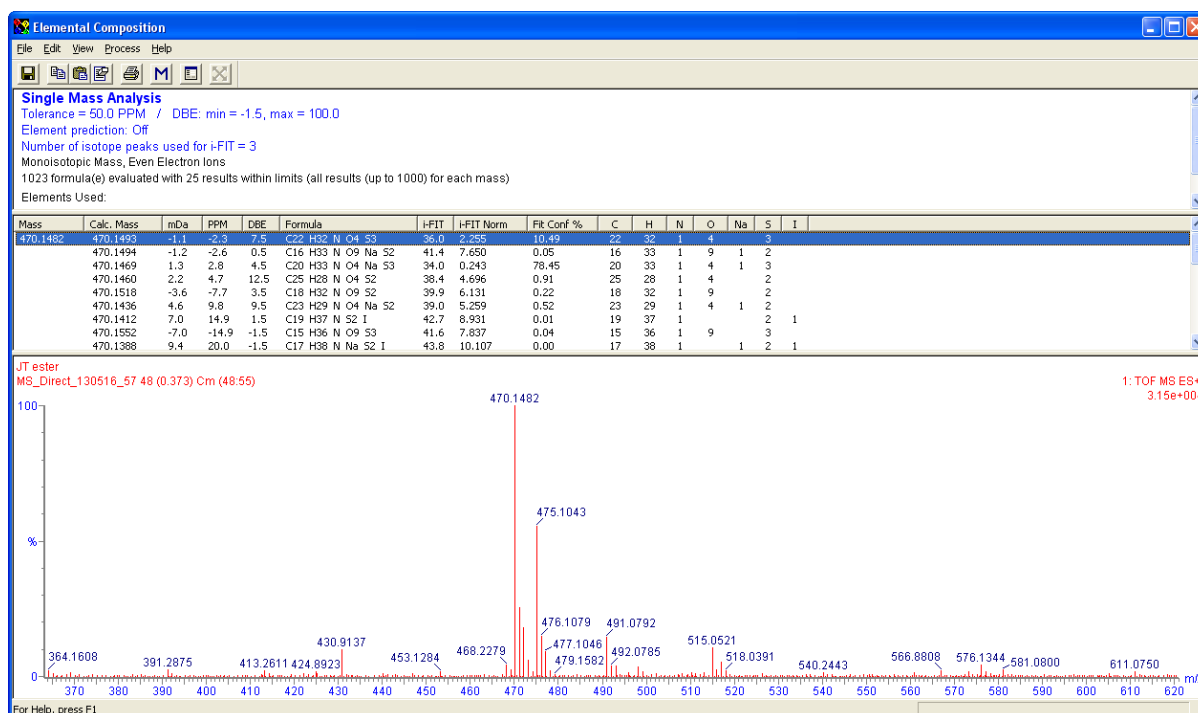 Elemental Composition
File Edit View Process Help
Single Mass Analysis
Tolerance = 50.0 PPM / DBE: min = -1.5, max = 100.0
Element prediction: Off
Number of isotope peaks used for i-FIT = 3
Monoisotopic Mass, Even Electron Ions
1023 formula(e) evaluated with 25 results within limits (all results (up to 1000) for each mass)
Elements Used:
Mass Calc. Mass mDa PPM DBE Formula i-FIT i-FIT Norm Fit Conf % C H N O Na S I
470.1482 470.1493 -1.1 -2.3 7.5 C22 H32 N O4 S3 36.0 2.255 10.49 22 32 1 4 3
470.1494 -1.2 -2.6 0.5 C16 H33 N O9 Na S2 41.4 7.650 0.05 16 33 1 9 1 2
470.1469 1.3 2.8 4.5 C20 H33 N O4 Na S3 34.0 0.243 78.45 20 33 1 4 1 3
470.1460 2.2 4.7 12.5 C25 H28 N O4 S2 38.4 4.696 0.91 25 28 1 4 2
470.1518 -3.6 -7.7 3.5 C18 H32 N O9 S2 39.9 6.131 0.22 18 32 1 9 2
470.1436 4.6 9.8 9.5 C23 H29 N O4 Na S2 39.0 5.259 0.52 23 29 1 4 1 2
470.1412 7.0 14.9 1.5 C19 H37 N S2 I 42.7 8.931 0.01 19 37 1 2 1
470.1552 -7.0 -14.9 -1.5 C15 H36 N O9 S3 41.6 7.837 0.04 15 36 1 9 3
470.1388 9.4 20.0 -1.5 C17 H38 N Na S2 I 43.8 10.107 0.00 17 38 1 1 2 1
JT ester
MS_Direct_130516_57 48 (0.373) Cm (48:55)
1: TOF MS ES+
3.15e+00
100
%
0
470.1482
475.1043
476.1079
491.0792
430.9137
477.1046
515.0521
364.1608
391.2875
413.2611
424.8923
453.1284
468.2279
479.1582
492.0785
518.0391
540.2443
566.8808
576.1344
581.0800
611.0750
370 380 390 400 410 420 430 440 450 460 470 480 490 500 510 520 530 540 550 560 570 580 590 600 610 620
For Help, press F1